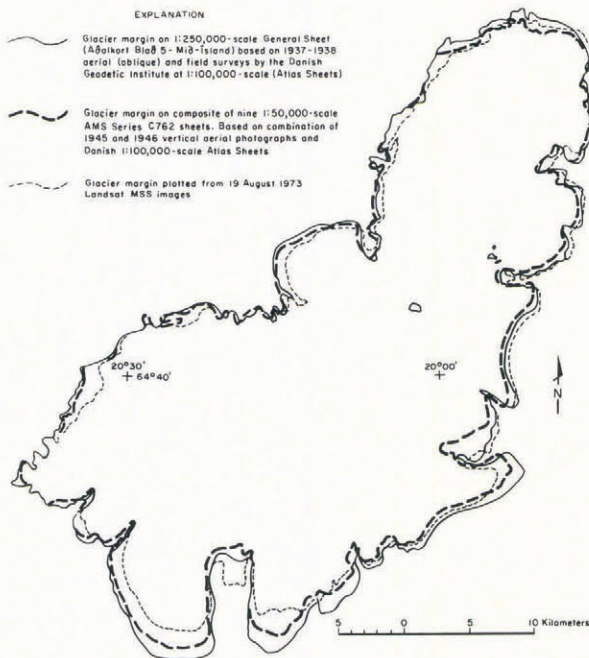 EXPLANATION
Glacier margin on 1:250,000-scale General Sheet
(Aðalkort Blað 5 - Mið-Ísland) based on 1937-1938
aerial (oblique) and field surveys by the Danish
Geodetic Institute at 1:100,000-scale (Atlas Sheets)
Glacier margin on composite of nine 1:50,000-scale
AMS Series C762 sheets. Based on combination of
1945 and 1946 vertical aerial photographs and
Danish 1:100,000-scale Atlas Sheets
Glacier margin plotted from 19 August 1973
Landsat MSS images
20°30'
64°40'
20°00'
N
5 0 5 10 Kilometers